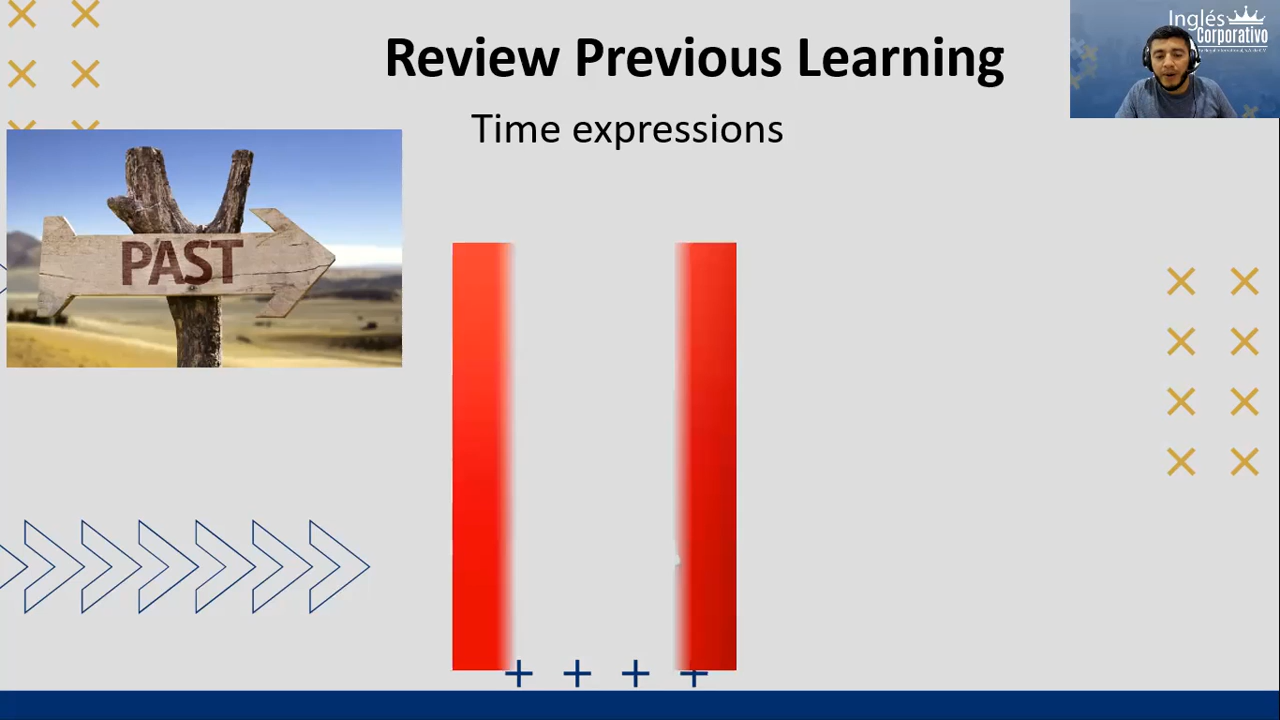 Review Previous Learning
Time expressions
Inglés
Corporativo
PAST